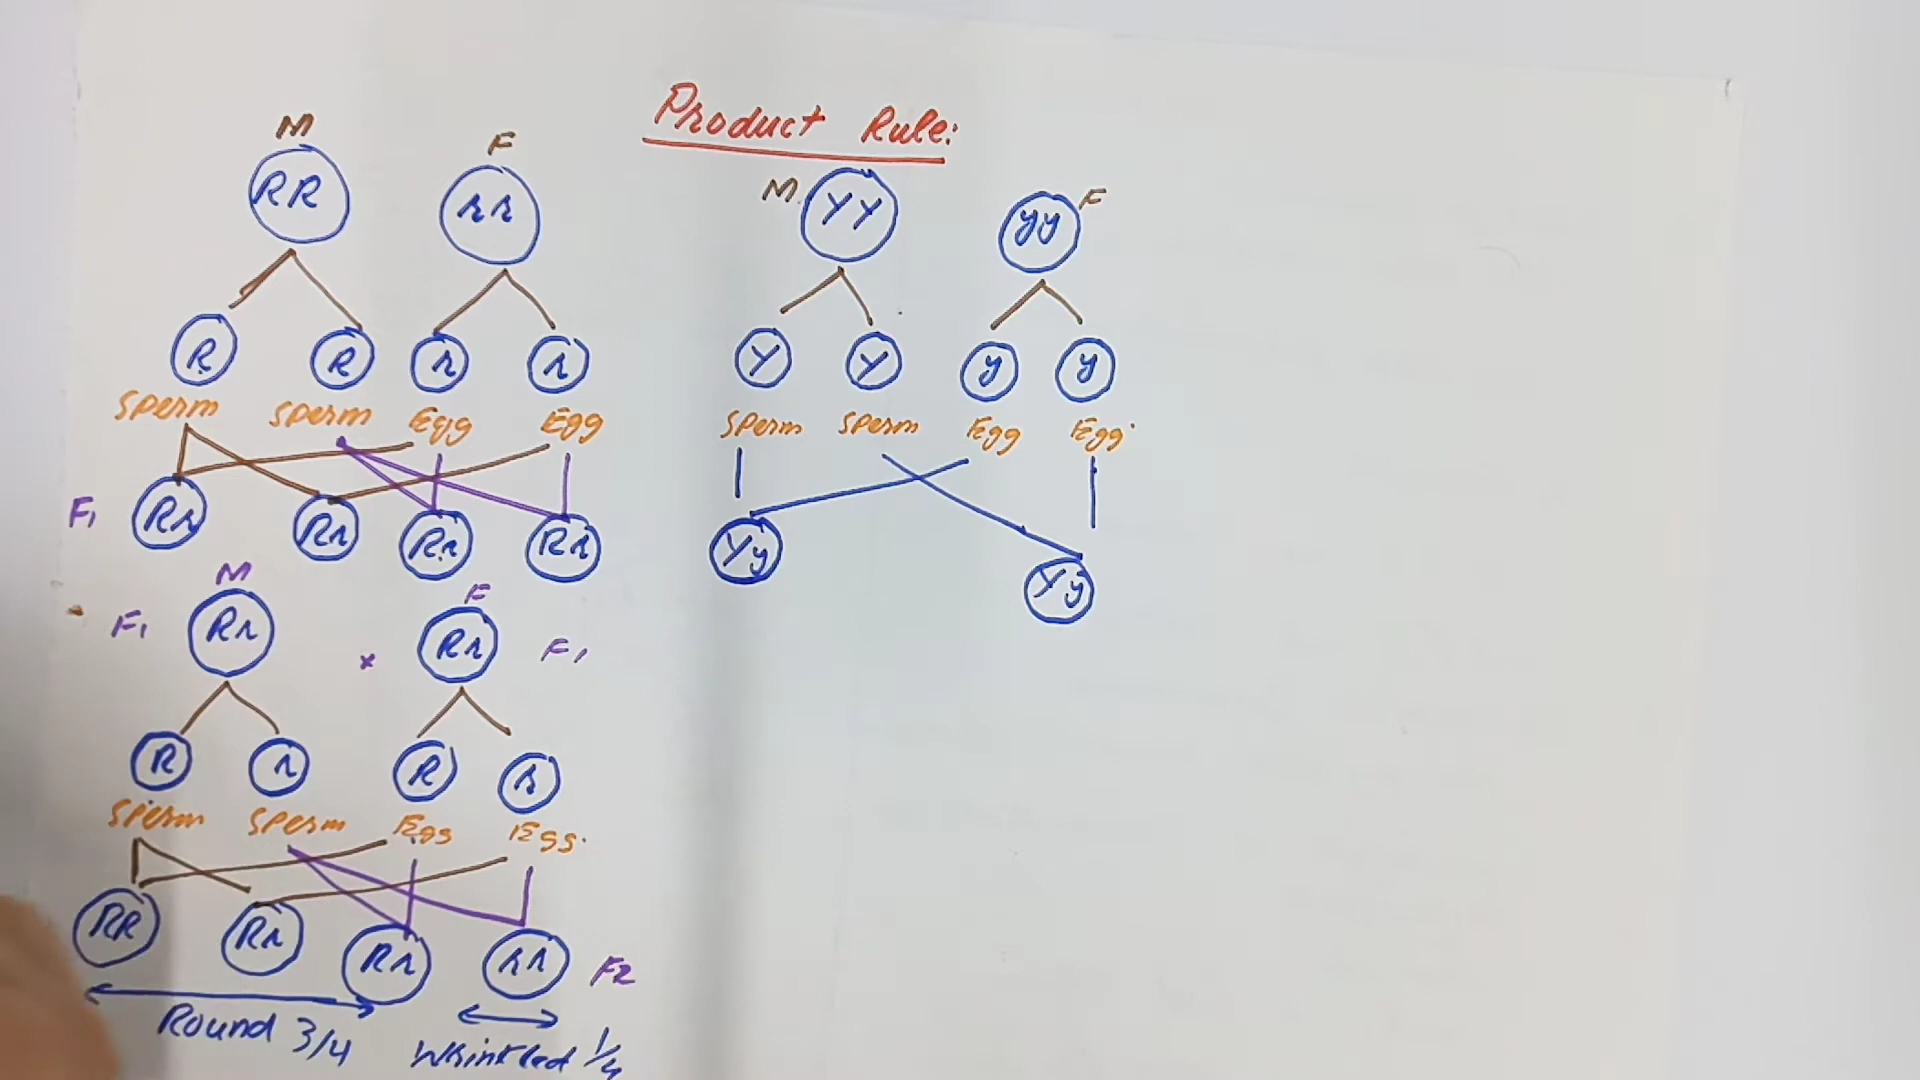 Product Rule:
M F
RR rr
R R r r
Sperm Sperm Egg Egg
F1 Rr Rr Rr Rr
M F
F1 Rr x Rr F1
R r R r
Sperm Sperm Egg Egg.
RR Rr Rr rr F2
Round 3/4 Wrinkled 1/4
M. YY yy F
Y Y y y
Sperm Sperm Egg Egg.
Yy Yy